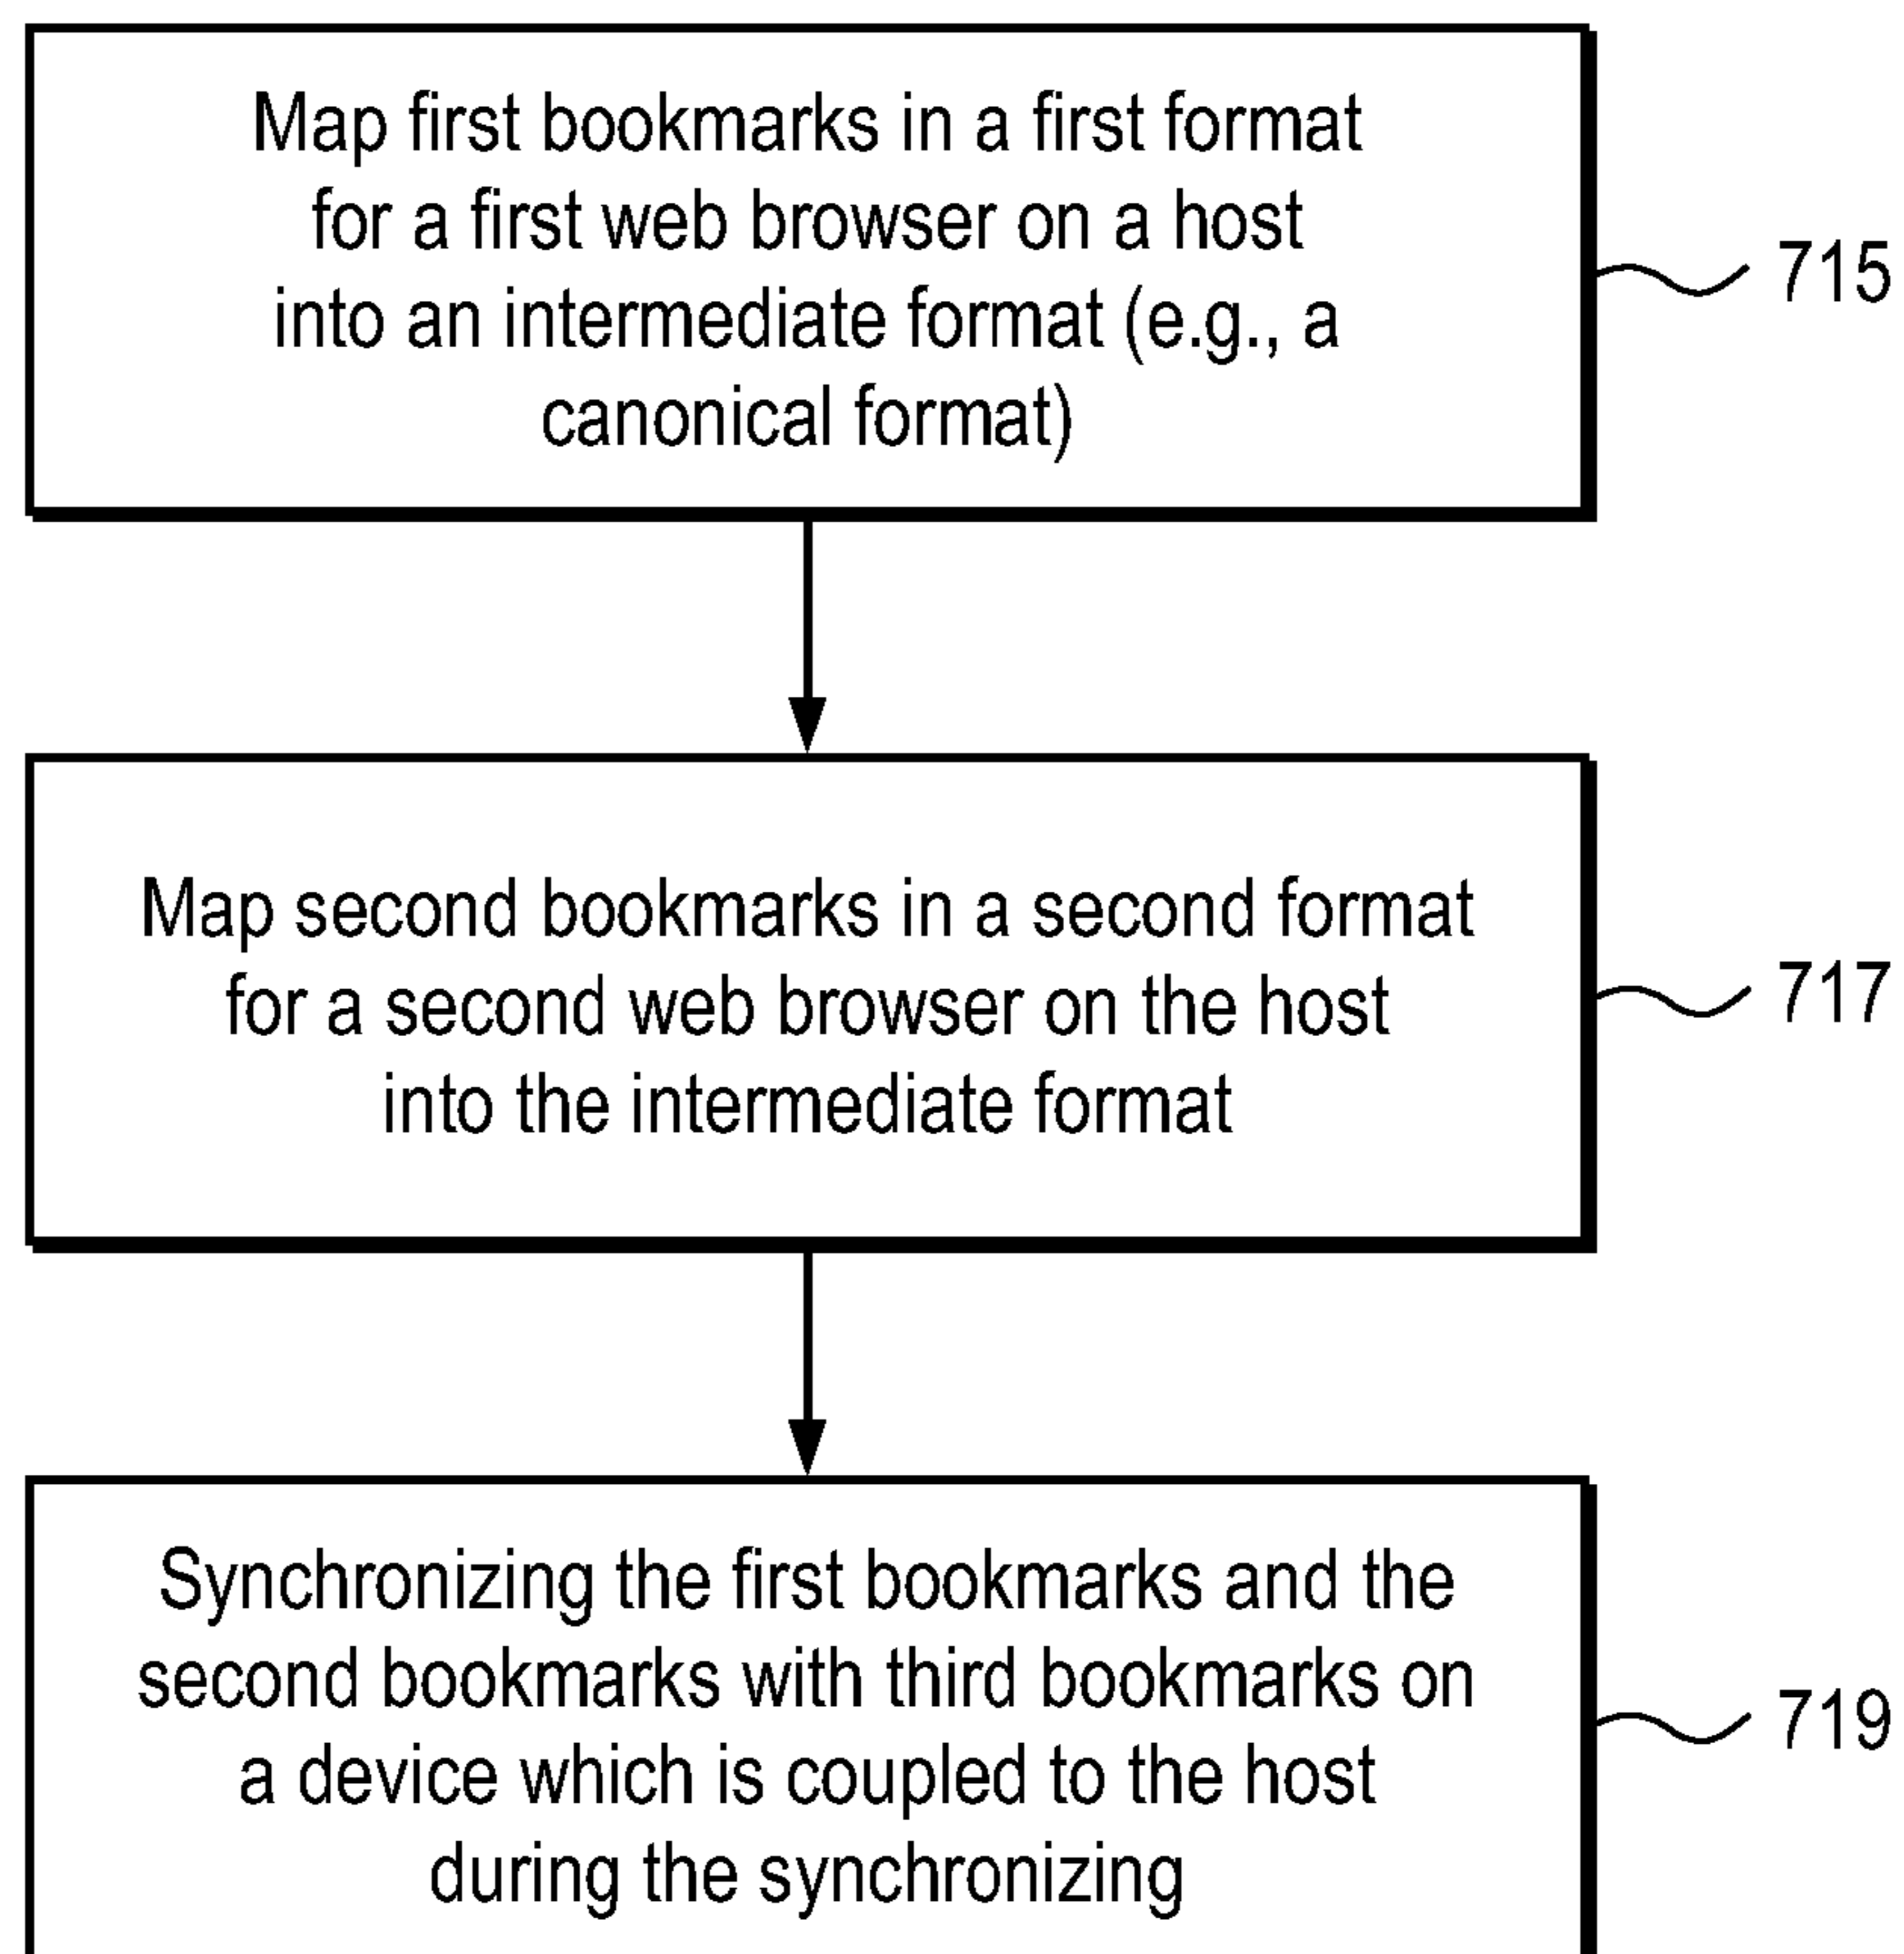 Map first bookmarks in a first format
for a first web browser on a host
into an intermediate format (e.g., a
canonical format)
715
Map second bookmarks in a second format
for a second web browser on the host
into the intermediate format
717
Synchronizing the first bookmarks and the
second bookmarks with third bookmarks on
a device which is coupled to the host
during the synchronizing
719